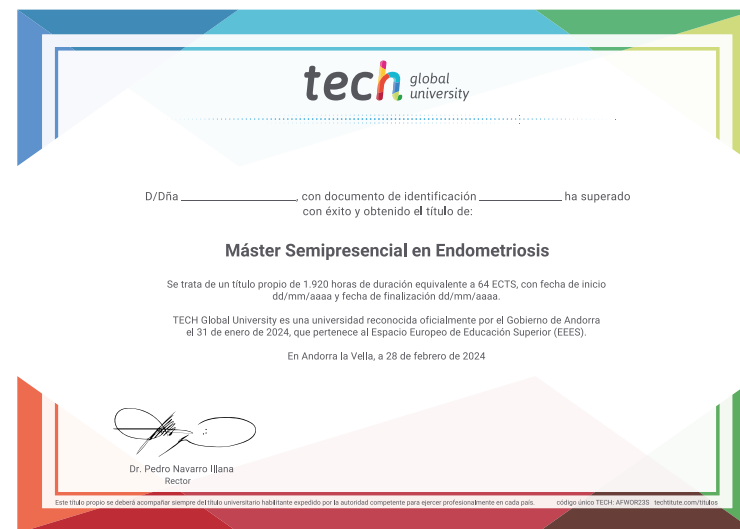 tech global university
D/Dña ______________________, con documento de identificación ________________ ha superado
con éxito y obtenido el título de:
Máster Semipresencial en Endometriosis
Se trata de un título propio de 1.920 horas de duración equivalente a 64 ECTS, con fecha de inicio
dd/mm/aaaa y fecha de finalización dd/mm/aaaa.
TECH Global University es una universidad reconocida oficialmente por el Gobierno de Andorra
el 31 de enero de 2024, que pertenece al Espacio Europeo de Educación Superior (EEES).
En Andorra la Vella, a 28 de febrero de 2024
Dr. Pedro Navarro Illana
Rector
Este título propio se deberá acompañar siempre del título universitario habilitante expedido por la autoridad competente para ejercer profesionalmente en cada país. código único TECH: AFWOR23S techtitute.com/titulos